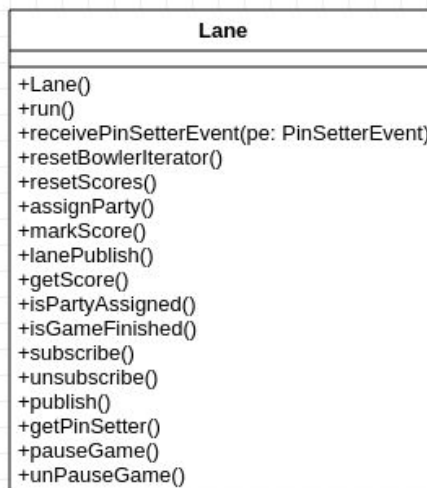 Lane
+Lane()
+run()
+receivePinSetterEvent(pe: PinSetterEvent)
+resetBowlerIterator()
+resetScores()
+assignParty()
+markScore()
+lanePublish()
+getScore()
+isPartyAssigned()
+isGameFinished()
+subscribe()
+unsubscribe()
+publish()
+getPinSetter()
+pauseGame()
+unPauseGame()